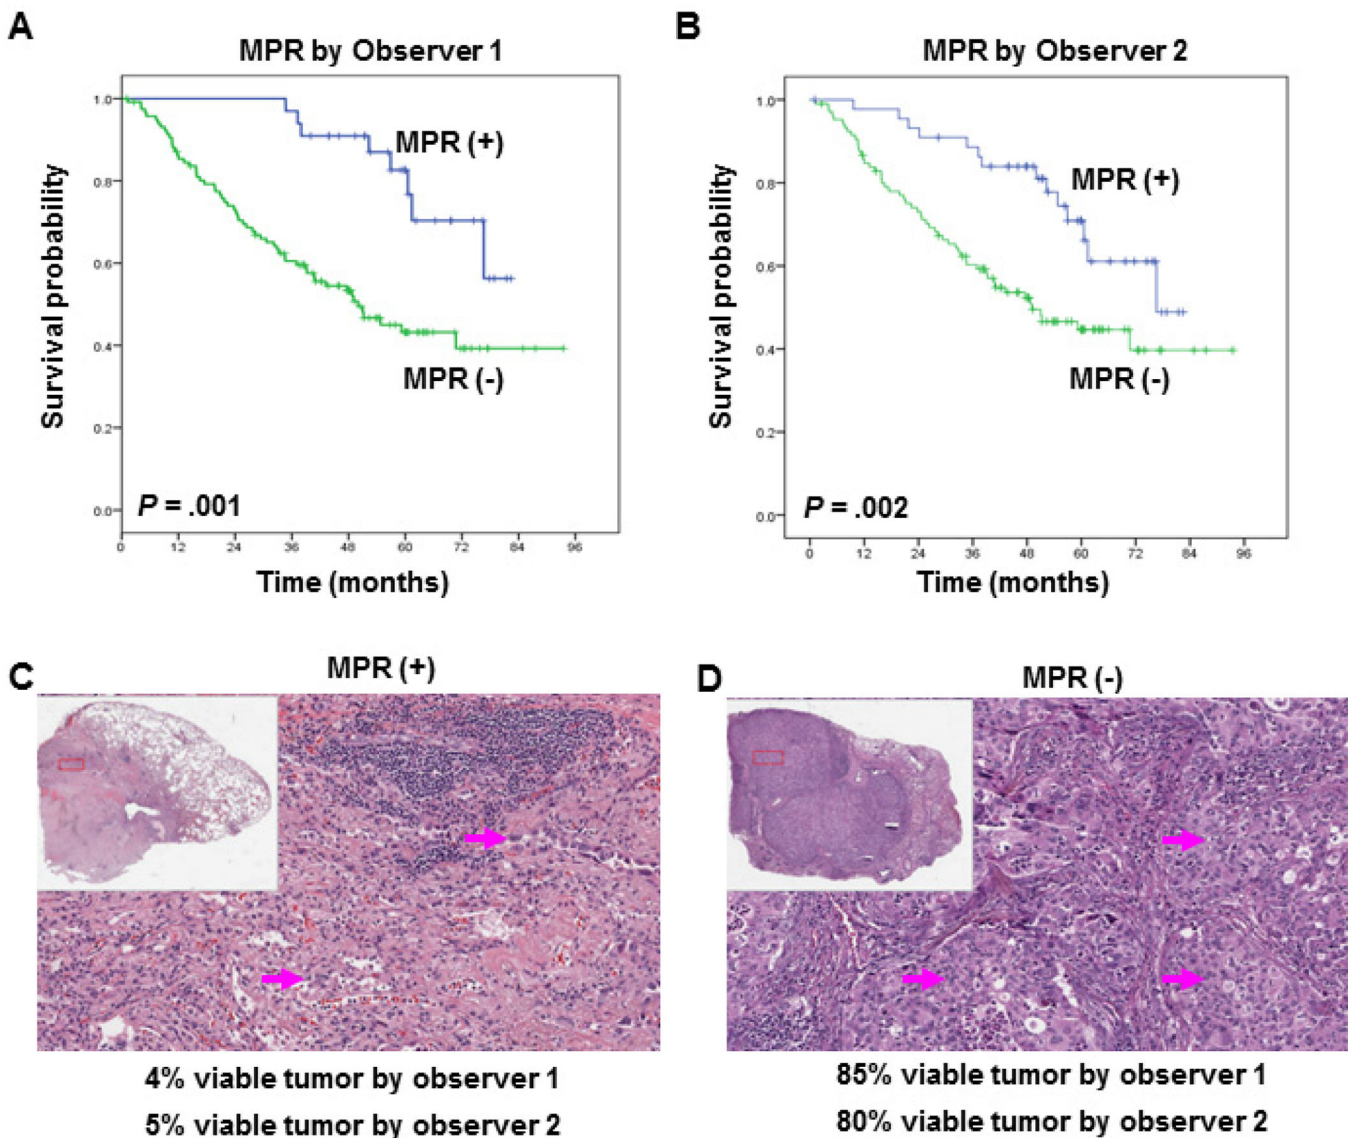 A
MPR by Observer 1
1.0
0.8
0.6
0.4
0.2
0.0
Survival probability
MPR (+)
MPR (-)
P = .001
0 12 24 36 48 60 72 84 96
Time (months)
B
MPR by Observer 2
1.0
0.8
0.6
0.4
0.2
0.0
Survival probability
MPR (+)
MPR (-)
P = .002
0 12 24 36 48 60 72 84 96
Time (months)
C
MPR (+)
4% viable tumor by observer 1
5% viable tumor by observer 2
D
MPR (-)
85% viable tumor by observer 1
80% viable tumor by observer 2